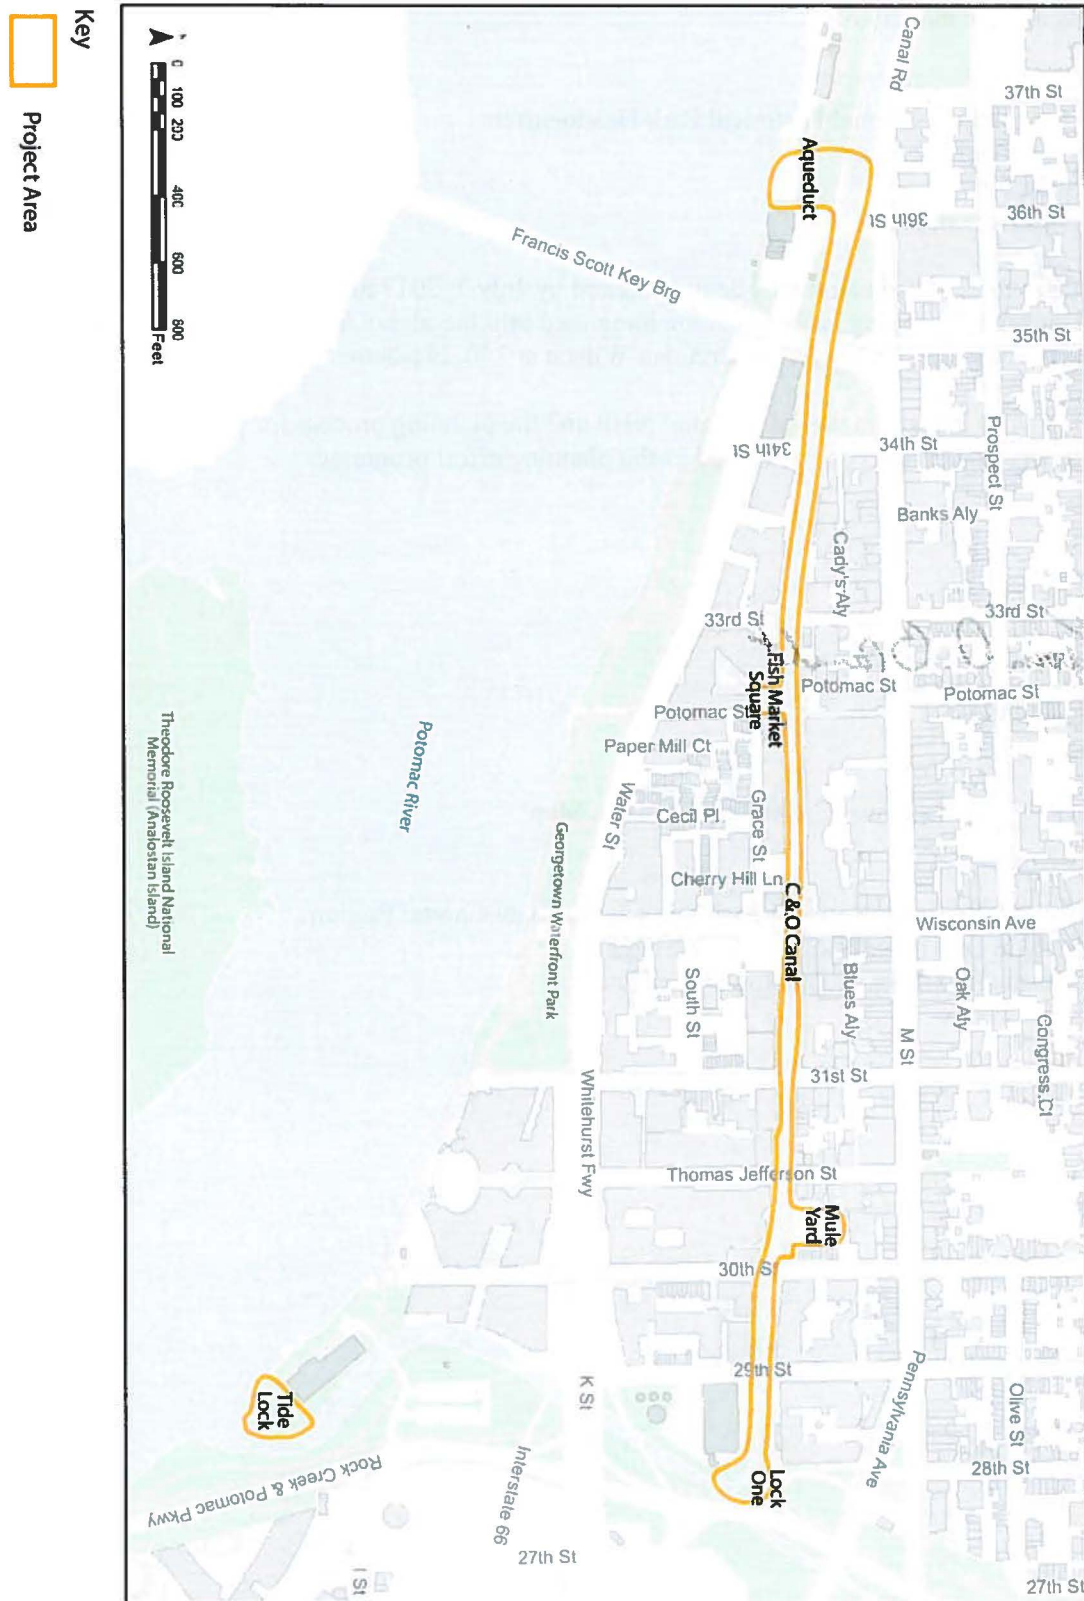 Key
Project Area
0 100 200 400 600 800
Feet
Canal Rd
37th St
36th St
36th St
35th St
Aqueduct
Francis Scott Key Brg
34th St
34th St
Prospect St
Banks Aly
Cady's Aly
33rd St
33rd St
Fish Market
Square
Potomac St
Potomac St
Potomac St
Paper Mill Ct
Water St
Cecil Pl
Grace St
Cherry Hill Ln
C & O Canal
Wisconsin Ave
Potomac River
Georgetown Waterfront Park
Theodore Roosevelt Island National
Memorial (Analostan Island)
South St
Blues Aly
Oak Aly
M St
Congress Ct
31st St
Whitehurst Fwy
Thomas Jefferson St
Mule
Yard
30th St
29th St
K St
Pennsylvania Ave
Olive St
28th St
Lock
One
Tide
Lock
Rock Creek & Potomac Pkwy
Interstate 66
27th St
27th St
I St